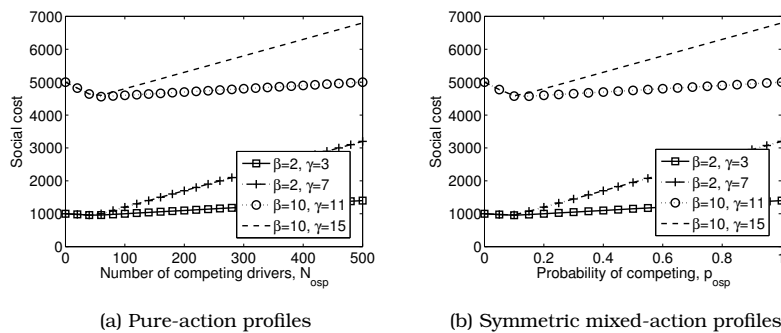 7000
6000
5000
4000
3000
2000
1000
0
Social cost
0 100 200 300 400 500
Number of competing drivers, N_osp
β=2, γ=3
β=2, γ=7
β=10, γ=11
β=10, γ=15
(a) Pure-action profiles
7000
6000
5000
4000
3000
2000
1000
0
Social cost
0 0.2 0.4 0.6 0.8 1
Probability of competing, p_osp
β=2, γ=3
β=2, γ=7
β=10, γ=11
β=10, γ=15
(b) Symmetric mixed-action profiles